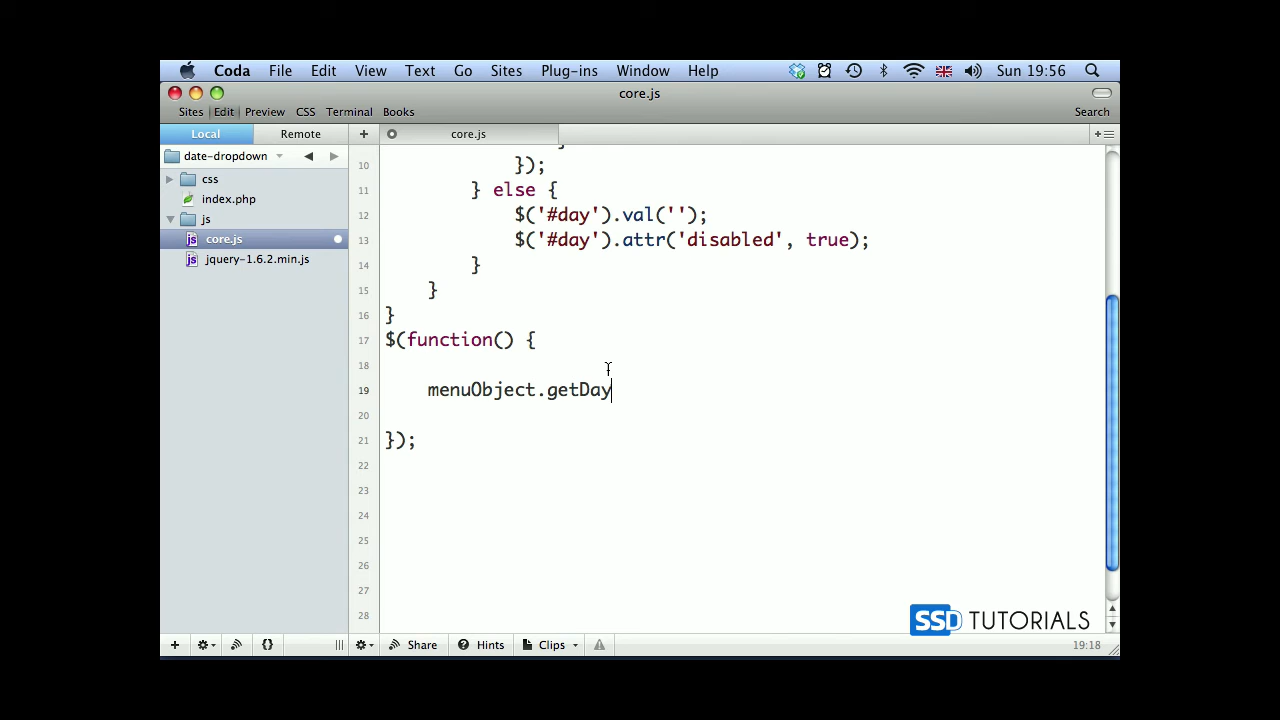 Coda File Edit View Text Go Sites Plug-ins Window Help Sun 19:56
core.js
Sites Edit Preview CSS Terminal Books Search
Local Remote + core.js
date-dropdown
css
index.php
js
core.js
jquery-1.6.2.min.js
10 });
11 } else {
12 $('#day').val('');
13 $('#day').attr('disabled', true);
14 }
15 }
16 }
17 $(function() {
18
19 menuObject.getDay
20
21 });
22
23
24
25
26
27
28
SSD TUTORIALS
Share Hints Clips 19:18